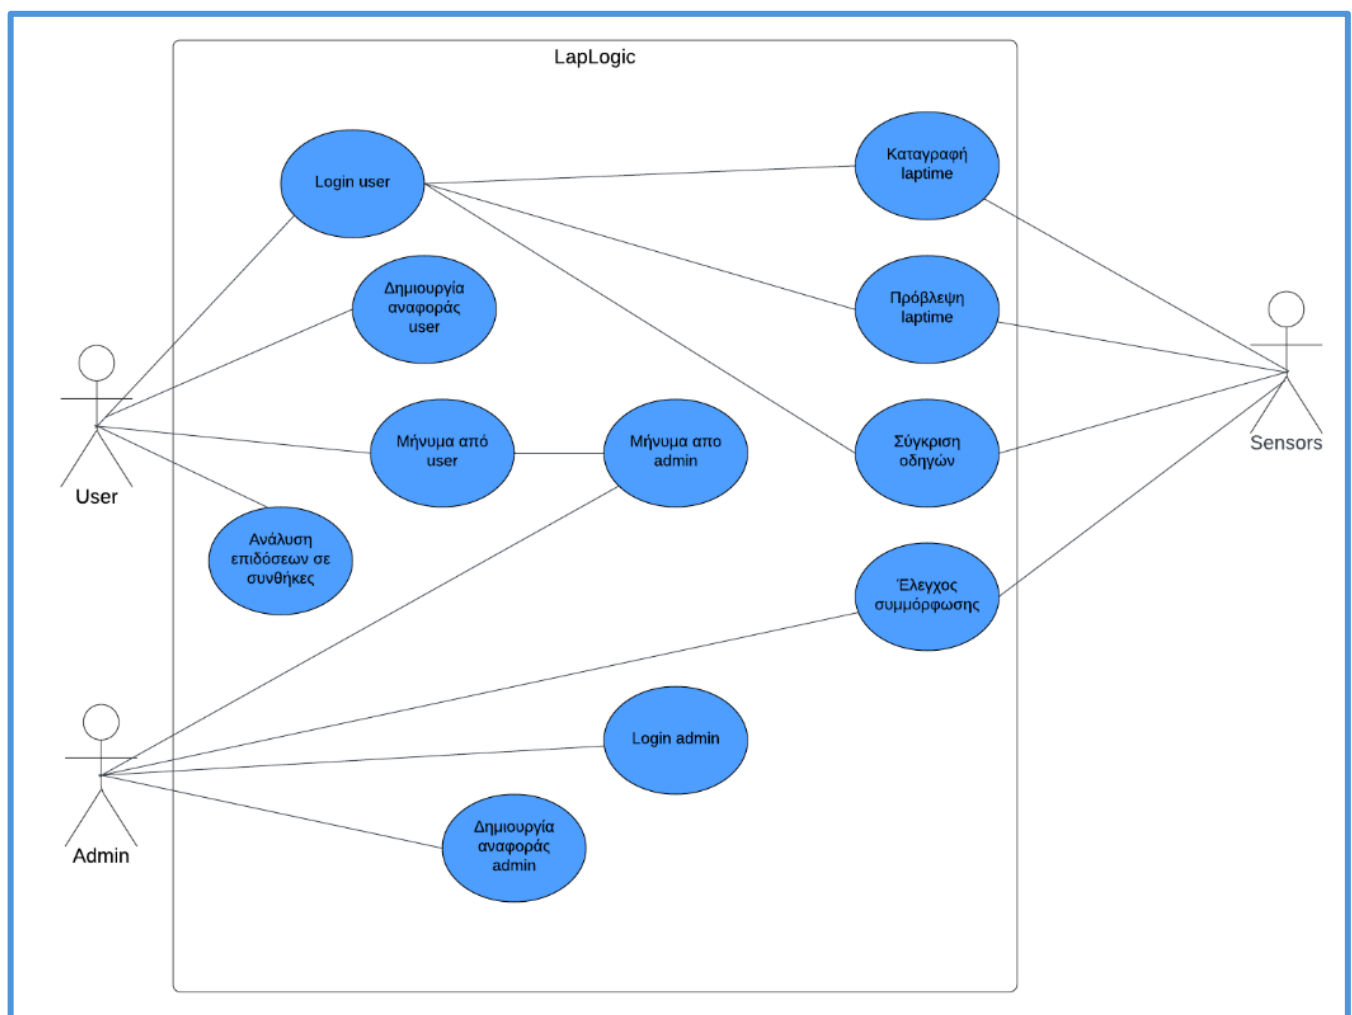 LapLogic
Login user
Καταγραφή
laptime
Δημιουργία
αναφοράς
user
Πρόβλεψη
laptime
Μήνυμα από
user
Μήνυμα απο
admin
Σύγκριση
οδηγών
Sensors
User
Ανάλυση
επιδόσεων σε
συνθήκες
Έλεγχος
συμμόρφωσης
Login admin
Δημιουργία
αναφοράς
admin
Admin